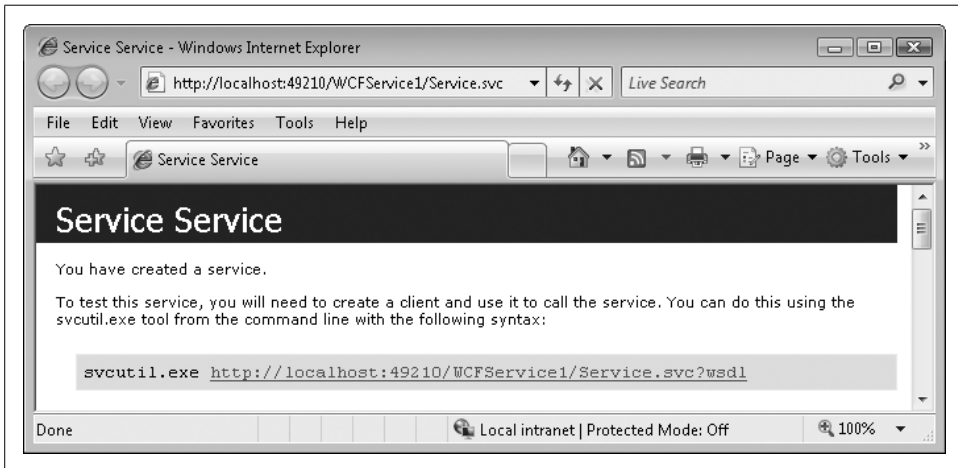 Service Service - Windows Internet Explorer
http://localhost:49210/WCFService1/Service.svc
Live Search
File Edit View Favorites Tools Help
Service Service
Page Tools
Service Service
You have created a service.
To test this service, you will need to create a client and use it to call the service. You can do this using the
svcutil.exe tool from the command line with the following syntax:
svcutil.exe http://localhost:49210/WCFService1/Service.svc?wsdl
Done
Local intranet | Protected Mode: Off
100%